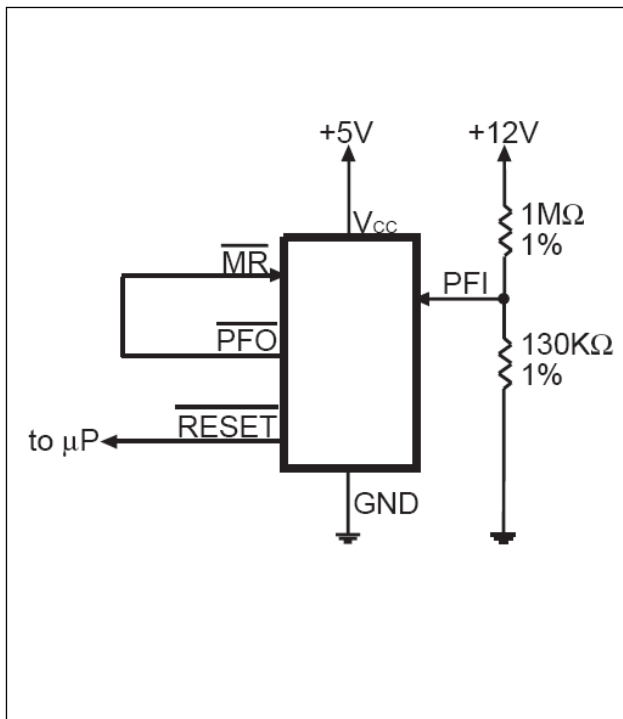 +5V
+12V
VCC
1MΩ
1%
MR
PFI
PFO
130KΩ
1%
RESET
to µP
GND